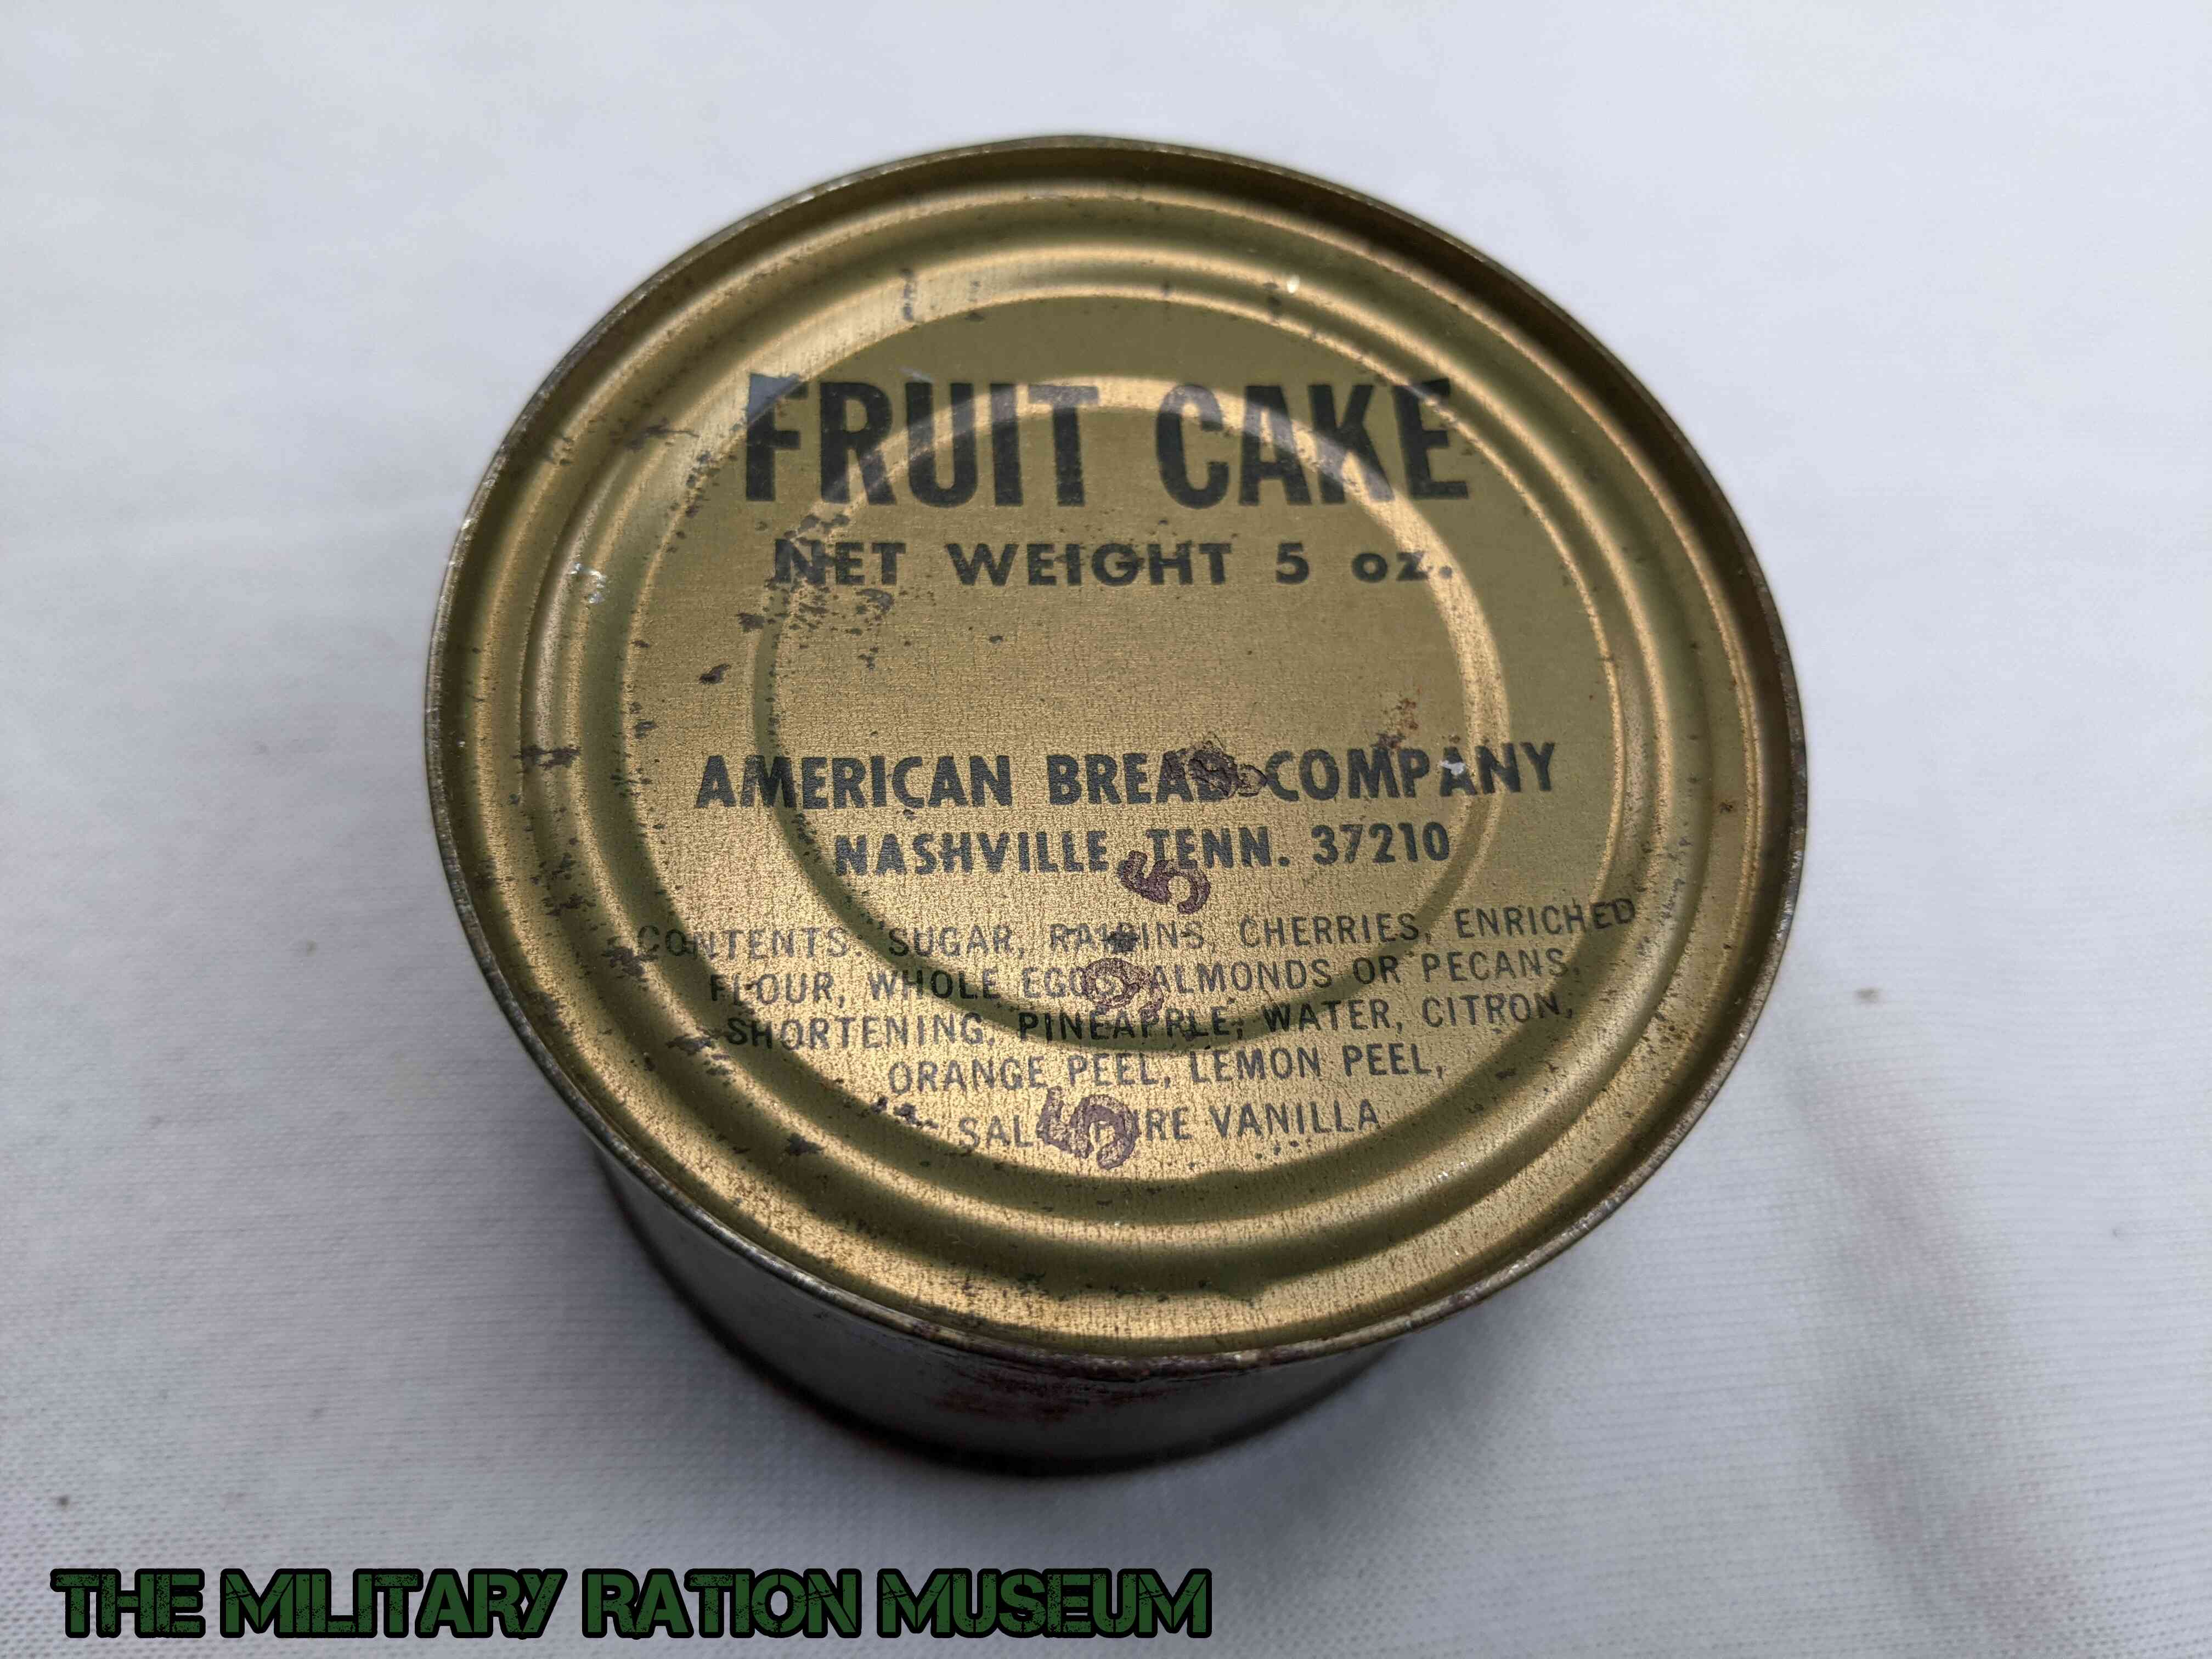 FRUIT CAKE
NET WEIGHT 5 oz.
AMERICAN BREAD COMPANY
NASHVILLE, TENN. 37210
CONTENTS: SUGAR, RAISINS, CHERRIES, ENRICHED
FLOUR, WHOLE EGGS, ALMONDS OR PECANS,
SHORTENING, PINEAPPLE, WATER, CITRON,
ORANGE PEEL, LEMON PEEL,
SALT, PURE VANILLA
5
5
THE MILITARY RATION MUSEUM